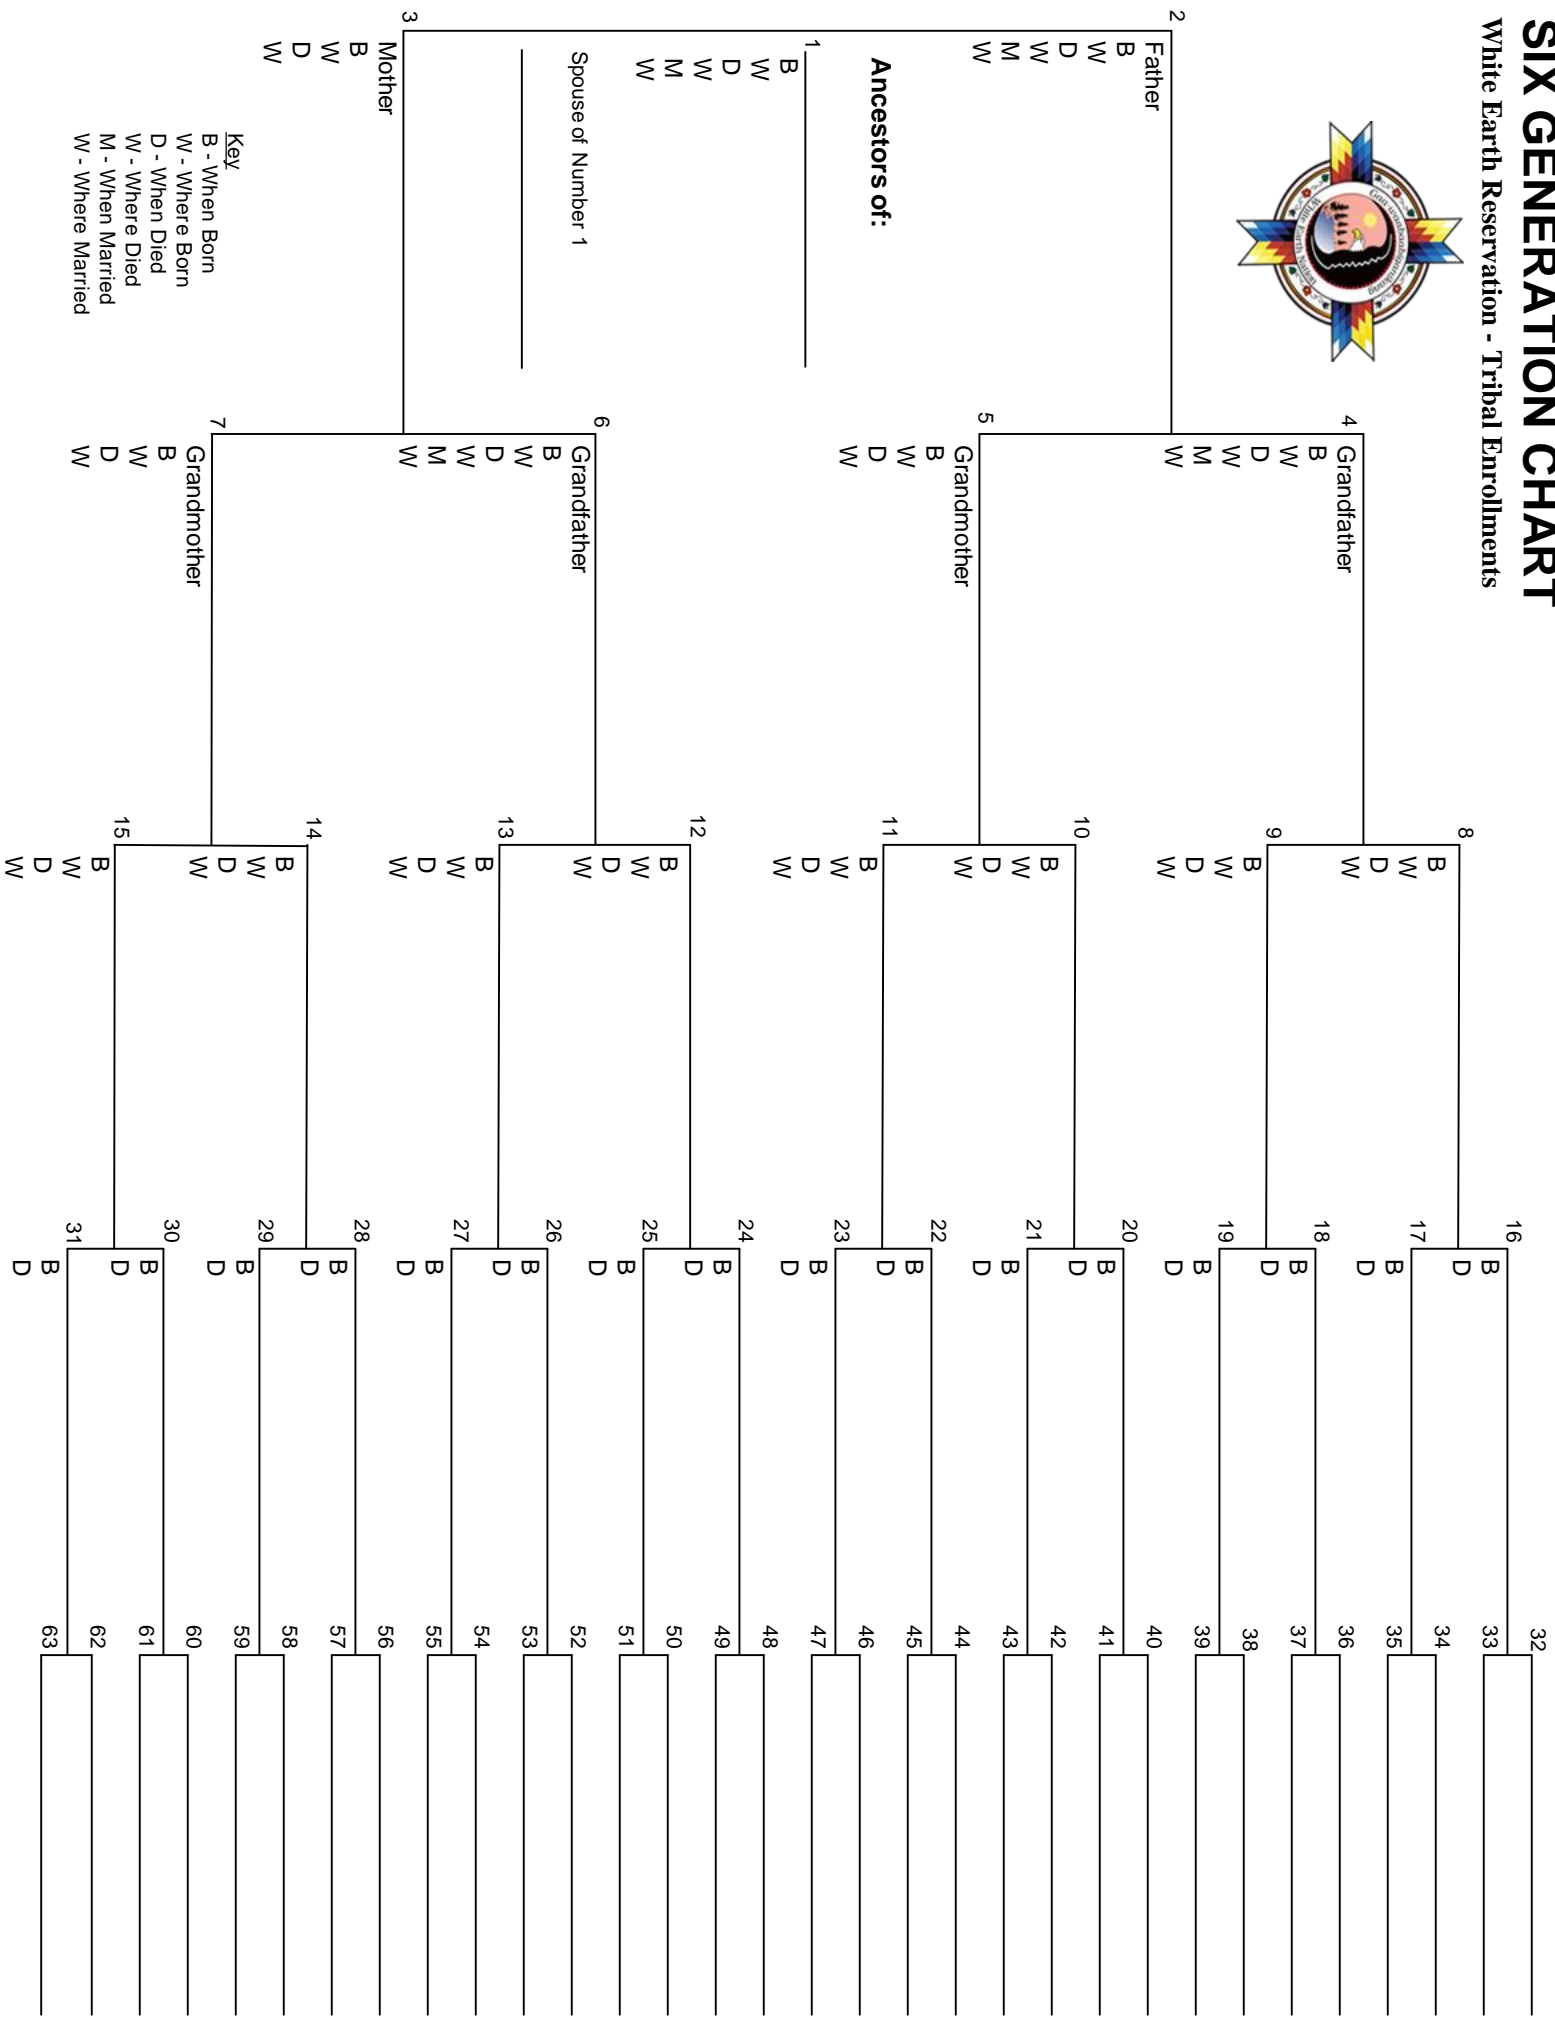 SIX GENERATION CHART
White Earth Reservation - Tribal Enrollments
Gaa-waabaabiganikaag
White Earth Nation
2
Father
B
W
D
W
M
W
Ancestors of:
1
B
W
D
W
M
W
Spouse of Number 1
3
Mother
B
W
D
W
Key
B - When Born
W - Where Born
D - When Died
W - Where Died
M - When Married
W - Where Married
4
Grandfather
B
W
D
W
M
W
5
Grandmother
B
W
D
W
6
Grandfather
B
W
D
W
M
W
7
Grandmother
B
W
D
W
8
B
W
D
W
9
B
W
D
W
10
B
W
D
W
11
B
W
D
W
12
B
W
D
W
13
B
W
D
W
14
B
W
D
W
15
B
W
D
W
16
B
D
17
B
D
18
B
D
19
B
D
20
B
D
21
B
D
22
B
D
23
B
D
24
B
D
25
B
D
26
B
D
27
B
D
28
B
D
29
B
D
30
B
D
31
B
D
32
33
34
35
36
37
38
39
40
41
42
43
44
45
46
47
48
49
50
51
52
53
54
55
56
57
58
59
60
61
62
63